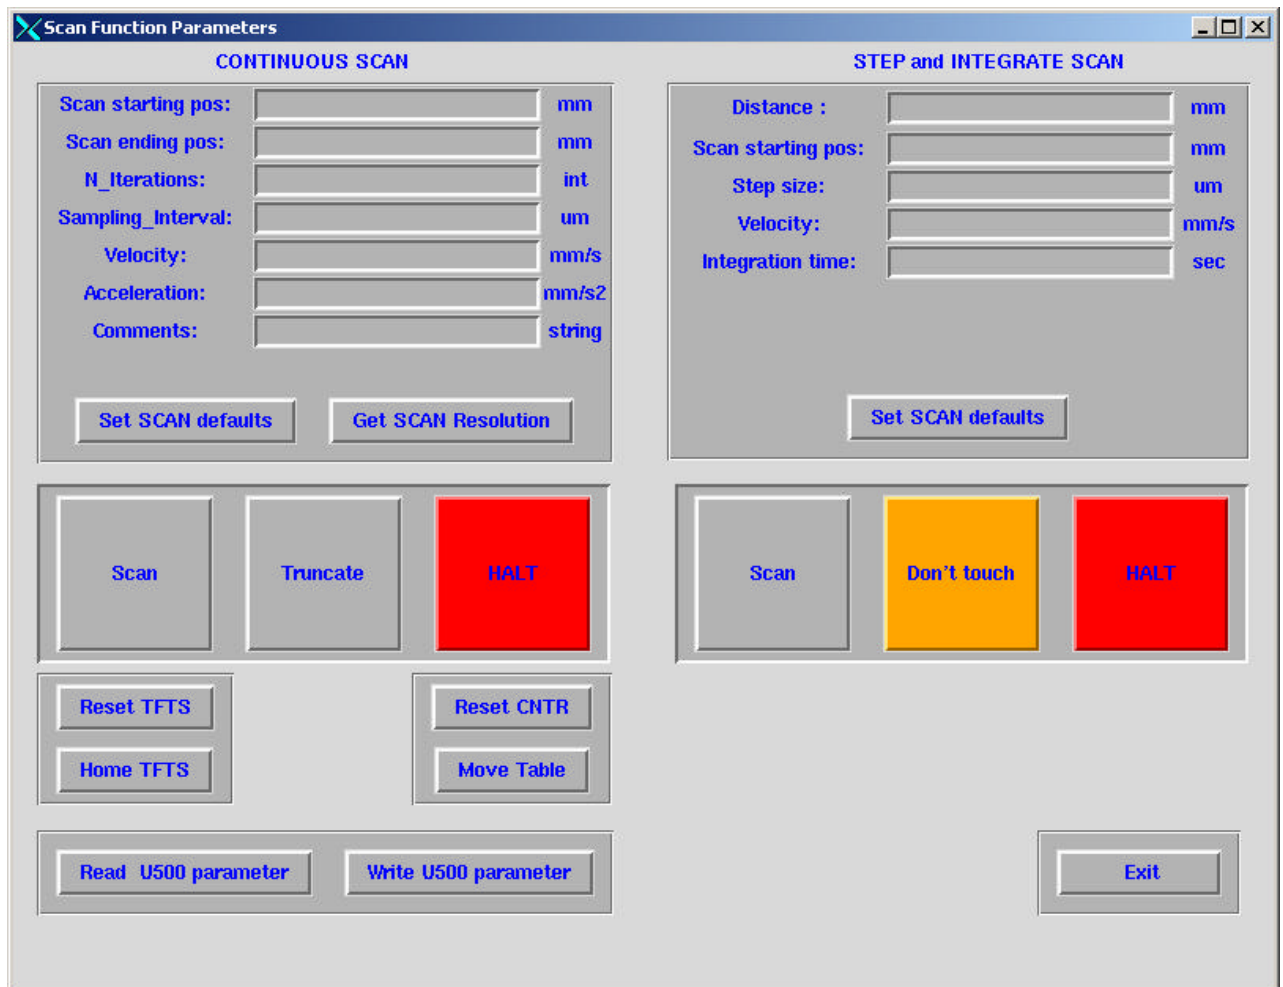 Scan Function Parameters
CONTINUOUS SCAN
Scan starting pos: mm
Scan ending pos: mm
N_Iterations: int
Sampling_Interval: um
Velocity: mm/s
Acceleration: mm/s2
Comments: string
Set SCAN defaults Get SCAN Resolution
STEP and INTEGRATE SCAN
Distance : mm
Scan starting pos: mm
Step size: um
Velocity: mm/s
Integration time: sec
Set SCAN defaults
Scan Truncate HALT
Scan Don't touch HALT
Reset TFTS
Home TFTS
Reset CNTR
Move Table
Read U500 parameter Write U500 parameter
Exit